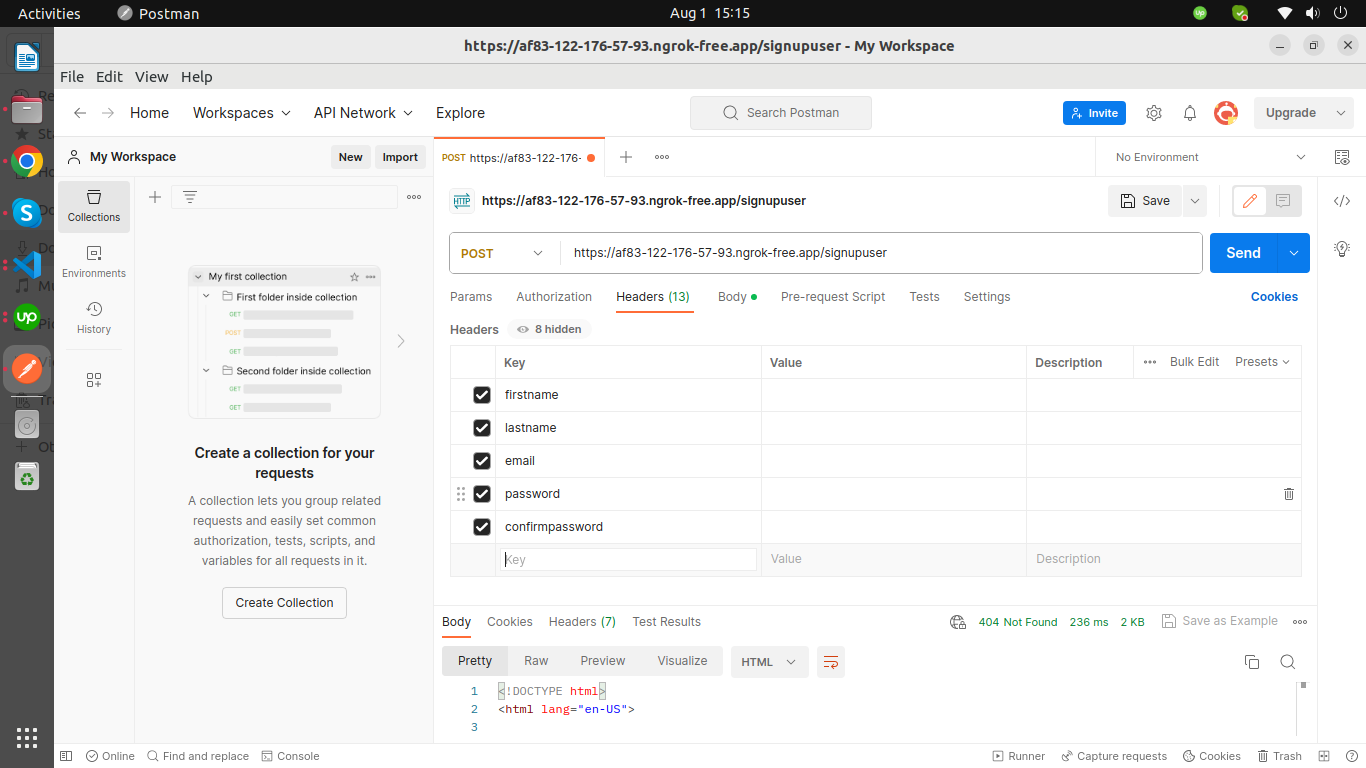 Activities Postman Aug 1 15:15
https://af83-122-176-57-93.ngrok-free.app/signupuser - My Workspace
File Edit View Help
Home Workspaces API Network Explore Search Postman Invite Upgrade
My Workspace New Import POST https://af83-122-176- No Environment
Collections
Environments
History
My first collection
First folder inside collection
GET
POST
GET
Second folder inside collection
GET
GET
Create a collection for your
requests
A collection lets you group related
requests and easily set common
authorization, tests, scripts, and
variables for all requests in it.
Create Collection
HTTP https://af83-122-176-57-93.ngrok-free.app/signupuser Save
POST https://af83-122-176-57-93.ngrok-free.app/signupuser Send
Params Authorization Headers (13) Body Pre-request Script Tests Settings Cookies
Headers 8 hidden
Key Value Description Bulk Edit Presets
firstname
lastname
email
password
confirmpassword
Key Value Description
Body Cookies Headers (7) Test Results 404 Not Found 236 ms 2 KB Save as Example
Pretty Raw Preview Visualize HTML
1 <!DOCTYPE html>
2 <html lang="en-US">
3
Online Find and replace Console Runner Capture requests Cookies Trash